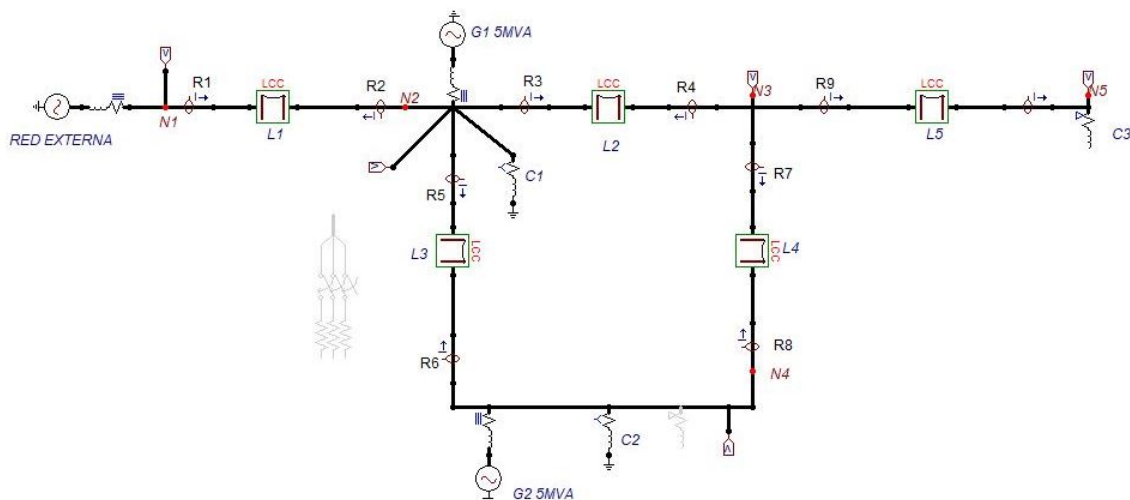 G1 5MVA
V
V
V
R1
LCC
R2
N2
R3
LCC
R4
N3
R9
LCC
N5
I
I
I
I
I
I
N1
L1
L2
L5
C3
RED EXTERNA
V
R5
I
C1
R7
I
L3
LCC
LCC
L4
I
R6
I
R8
N4
C2
V
G2 5MVA